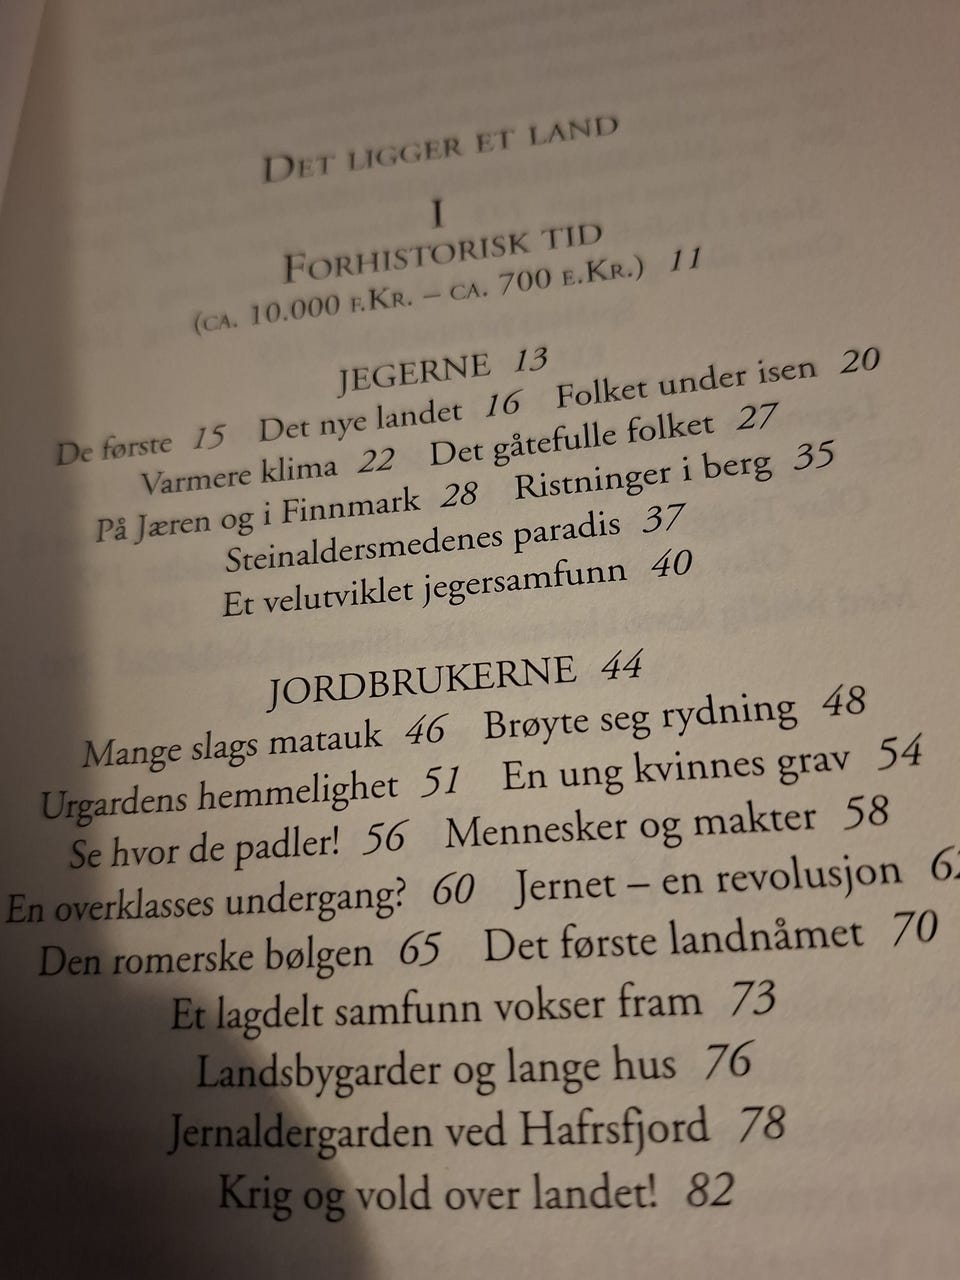 Det ligger et land
I
Forhistorisk tid
(ca. 10.000 f.Kr. – ca. 700 e.Kr.) 11
JEGERNE 13
De første 15 Det nye landet 16 Folket under isen 20
Varmere klima 22 Det gåtefulle folket 27
På Jæren og i Finnmark 28 Ristninger i berg 35
Steinaldersmedenes paradis 37
Et velutviklet jegersamfunn 40
JORDBRUKERNE 44
Mange slags matauk 46 Brøyte seg rydning 48
Urgardens hemmelighet 51 En ung kvinnes grav 54
Se hvor de padler! 56 Mennesker og makter 58
En overklasses undergang? 60 Jernet – en revolusjon
Den romerske bølgen 65 Det første landnåmet 70
Et lagdelt samfunn vokser fram 73
Landsbygarder og lange hus 76
Jernaldergarden ved Hafrsfjord 78
Krig og vold over landet! 82